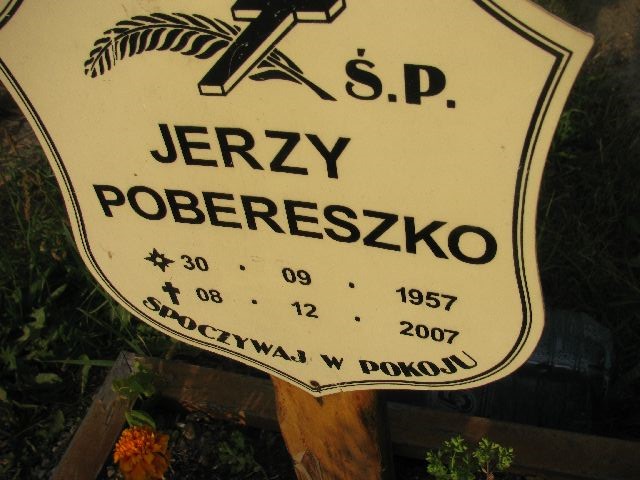 Ś.P.
JERZY
POBERESZKO
30 . 09 . 1957
08 . 12 . 2007
SPOCZYWAJ W POKOJU